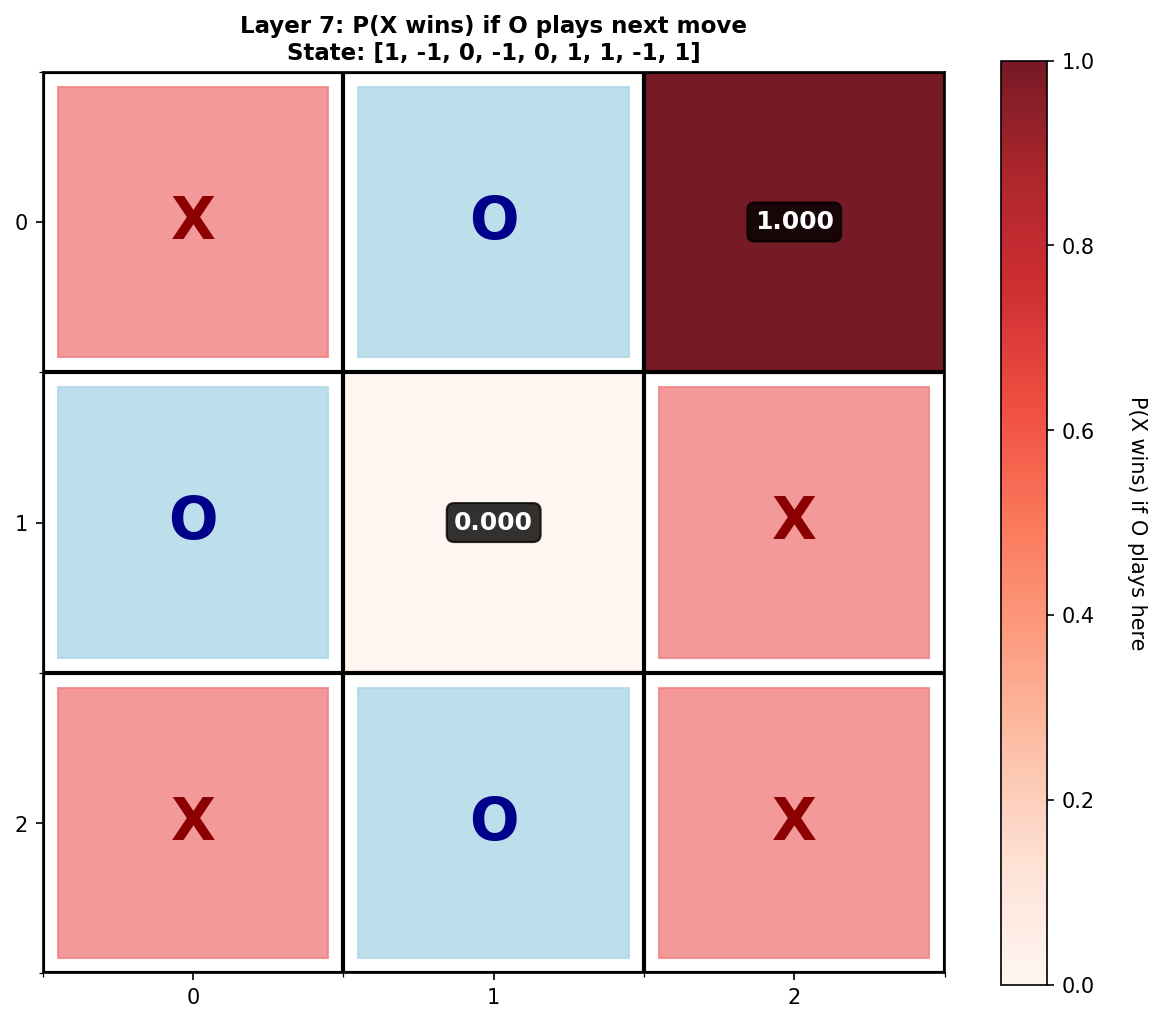 Layer 7: P(X wins) if O plays next move
State: [1, -1, 0, -1, 0, 1, 1, -1, 1]
X O 1.000
O 0.000 X
X O X
0
1
2
0 1 2
1.0
0.8
0.6
0.4
0.2
0.0
P(X wins) if O plays here